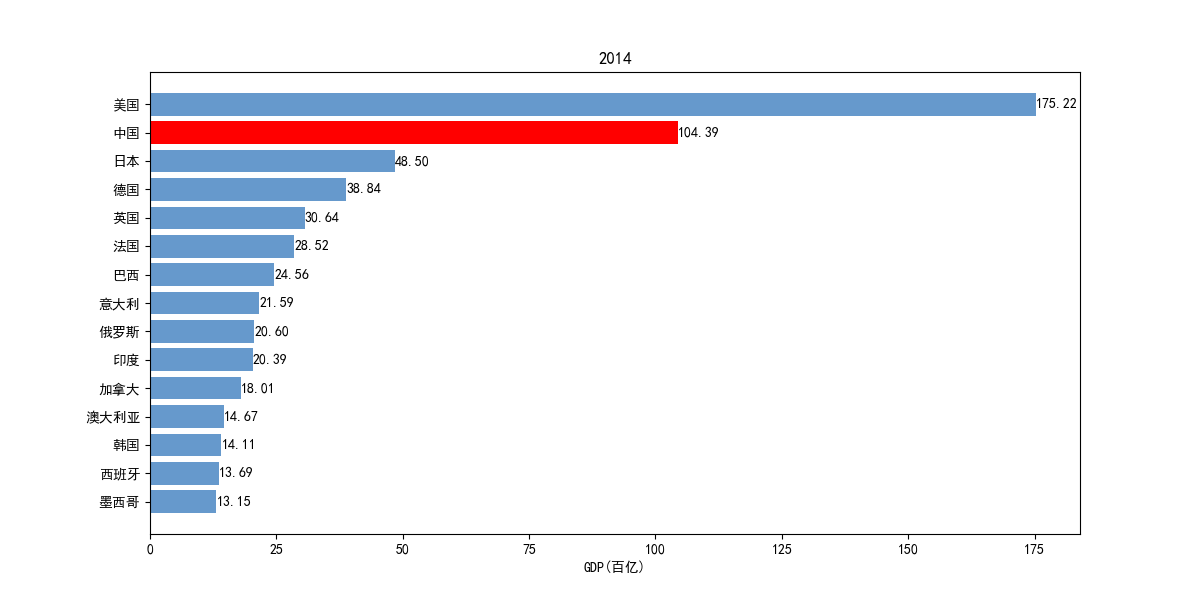 2014
美国 175.22
中国 104.39
日本 48.50
德国 38.84
英国 30.64
法国 28.52
巴西 24.56
意大利 21.59
俄罗斯 20.60
印度 20.39
加拿大 18.01
澳大利亚 14.67
韩国 14.11
西班牙 13.69
墨西哥 13.15
0 25 50 75 100 125 150 175
GDP(百亿)